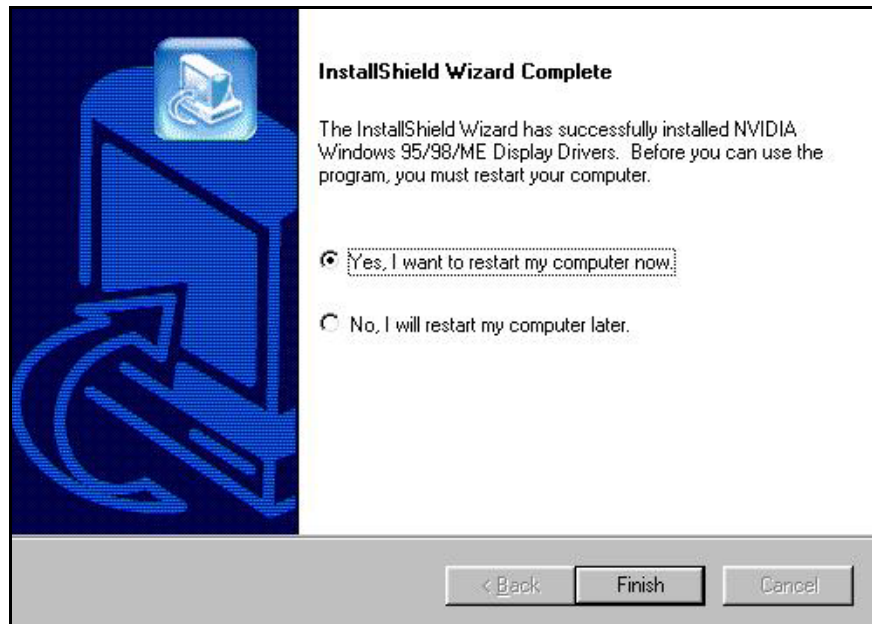 InstallShield Wizard Complete
The InstallShield Wizard has successfully installed NVIDIA
Windows 95/98/ME Display Drivers.  Before you can use the
program, you must restart your computer.
Yes, I want to restart my computer now.
No, I will restart my computer later.
< Back
Finish
Cancel